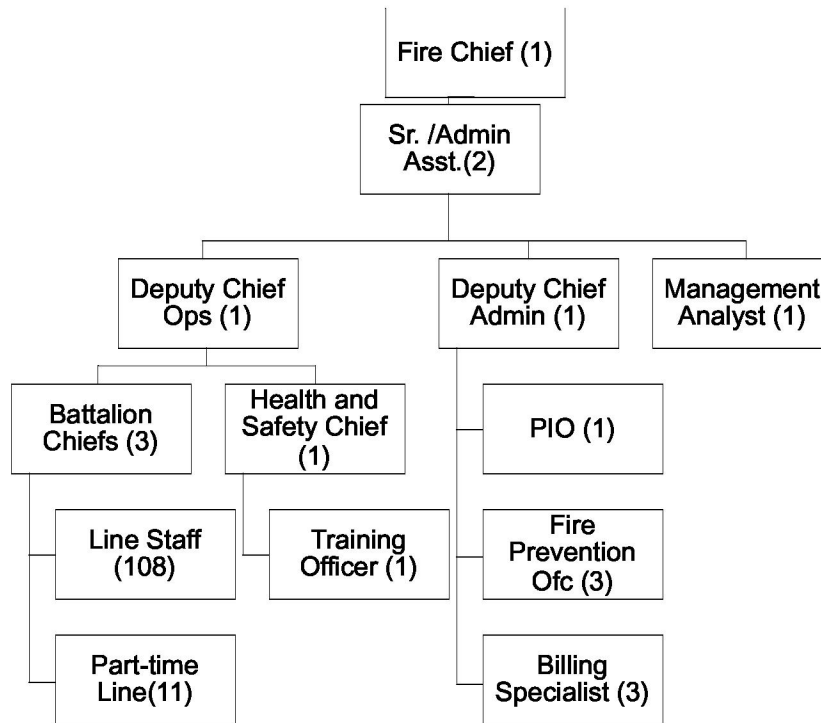 Fire Chief (1)
Sr. /Admin
Asst.(2)
Deputy Chief
Ops (1)
Deputy Chief
Admin (1)
Management
Analyst (1)
Battalion
Chiefs (3)
Health and
Safety Chief
(1)
PIO (1)
Line Staff
(108)
Training
Officer (1)
Fire
Prevention
Ofc (3)
Part-time
Line(11)
Billing
Specialist (3)